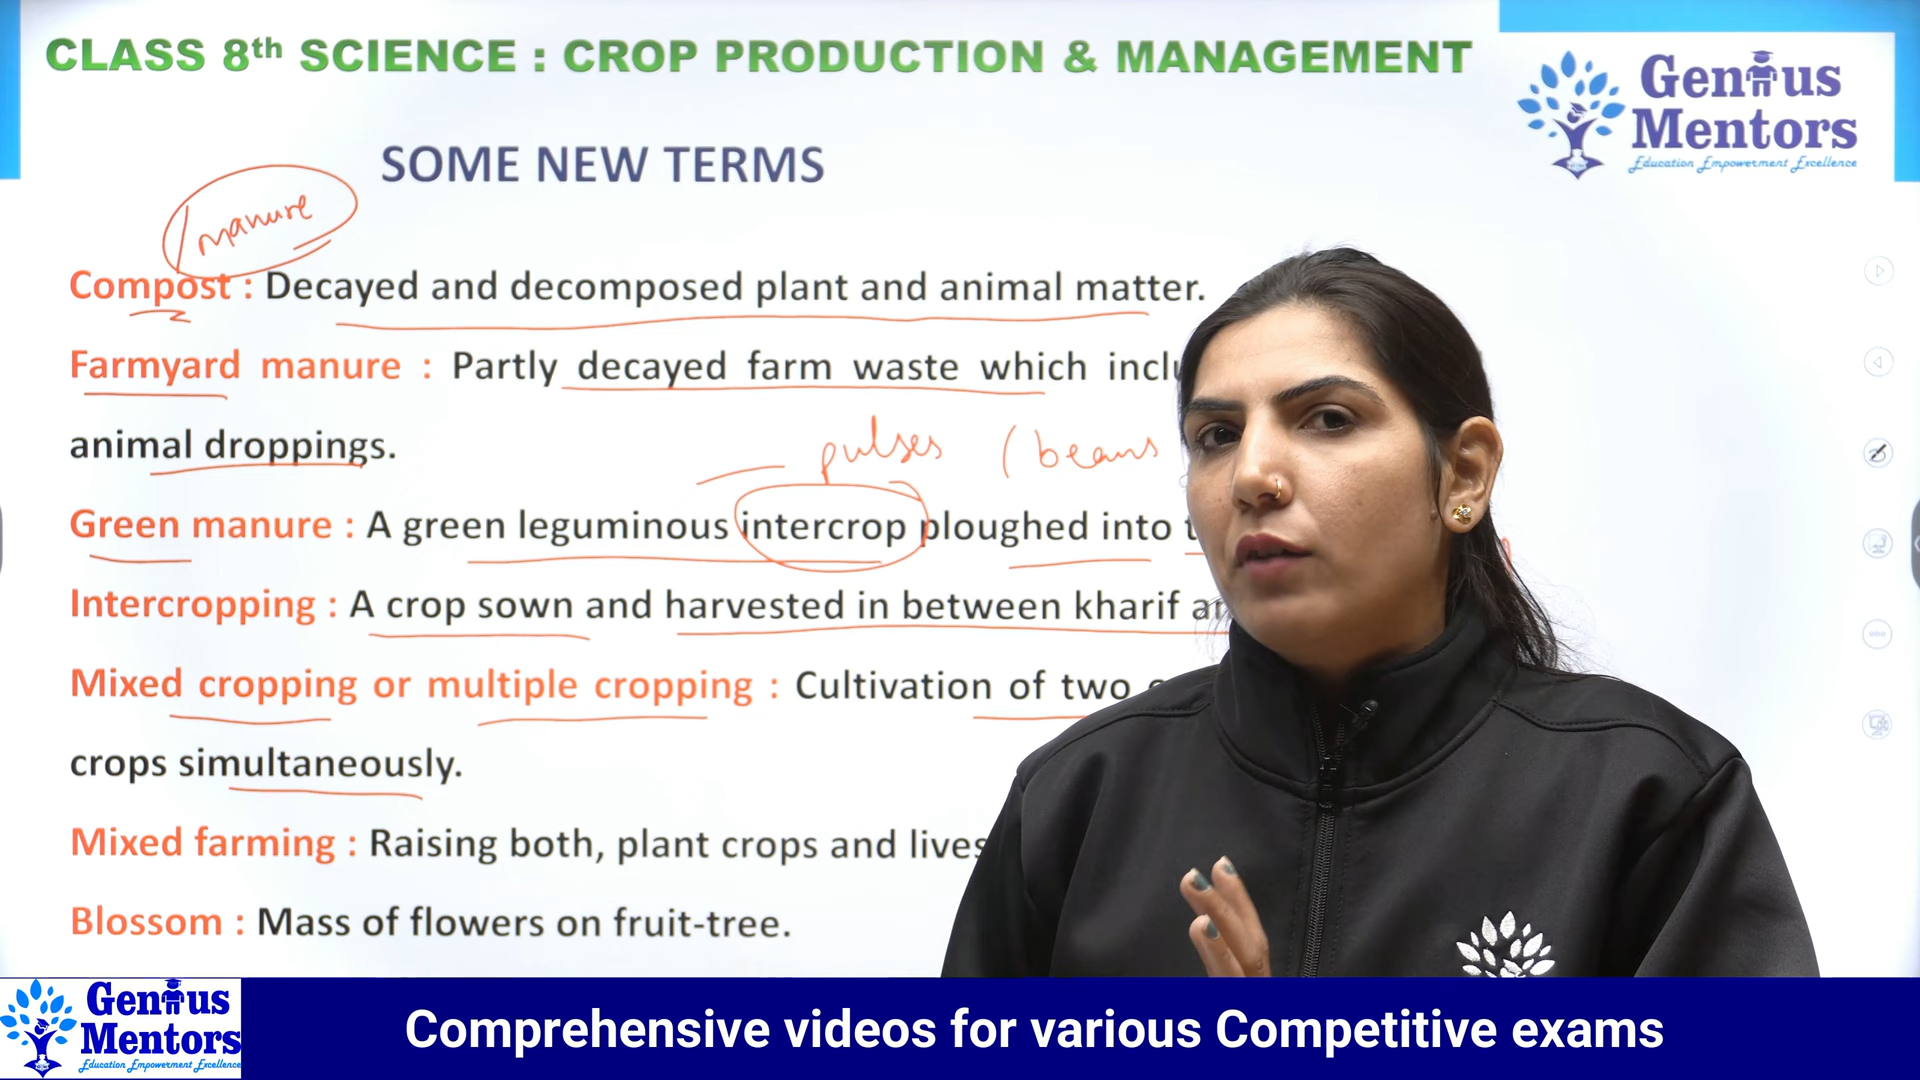 CLASS 8th SCIENCE : CROP PRODUCTION & MANAGEMENT
Genius
Mentors
Education Empowerment Excellence
SOME NEW TERMS
manure
Compost : Decayed and decomposed plant and animal matter.
Farmyard manure : Partly decayed farm waste which
animal droppings.
pulses (beans
Green manure : A green leguminous intercrop ploughed into
Intercropping : A crop sown and harvested in between kharif
Mixed cropping or multiple cropping : Cultivation of two
crops simultaneously.
Mixed farming : Raising both, plant crops and
Blossom : Mass of flowers on fruit-tree.
Genius
Mentors
Education Empowerment Excellence
Comprehensive videos for various Competitive exams